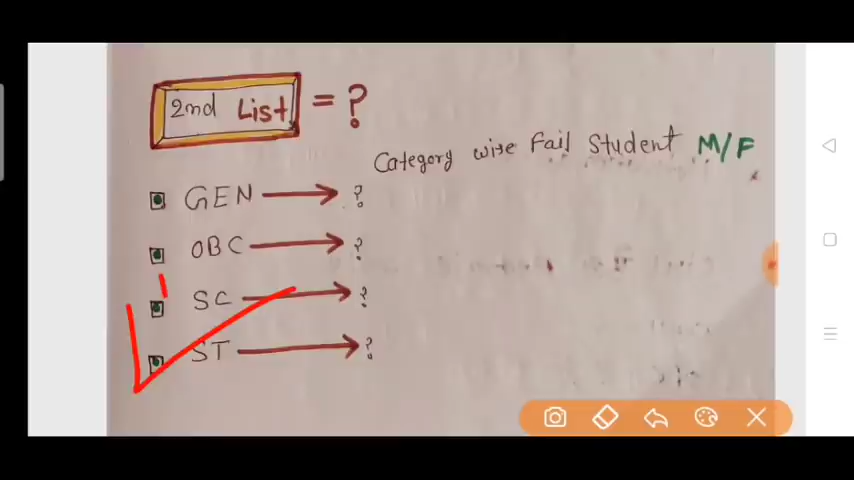 2nd List = ?
Category wise Fail Student M/F
GEN → ?
OBC → ?
SC → ?
ST → ?